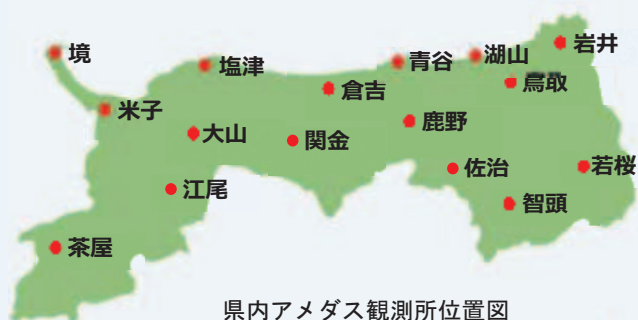 境
塩津
青谷
湖山
岩井
米子
倉吉
鳥取
大山
関金
鹿野
佐治
若桜
江尾
智頭
茶屋
県内アメダス観測所位置図